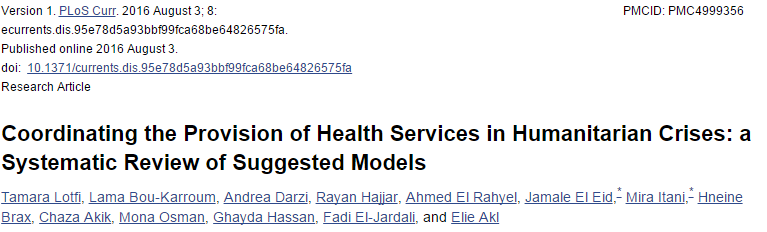 Version 1. PLoS Curr. 2016 August 3; 8: PMCID: PMC4999356
ecurrents.dis.95e78d5a93bbf99fca68be64826575fa.
Published online 2016 August 3.
doi: 10.1371/currents.dis.95e78d5a93bbf99fca68be64826575fa
Research Article
Coordinating the Provision of Health Services in Humanitarian Crises: a
Systematic Review of Suggested Models
Tamara Lotfi, Lama Bou-Karroum, Andrea Darzi, Rayan Hajjar, Ahmed El Rahyel, Jamale El Eid,* Mira Itani,* Hneine
Brax, Chaza Akik, Mona Osman, Ghayda Hassan, Fadi El-Jardali, and Elie Akl